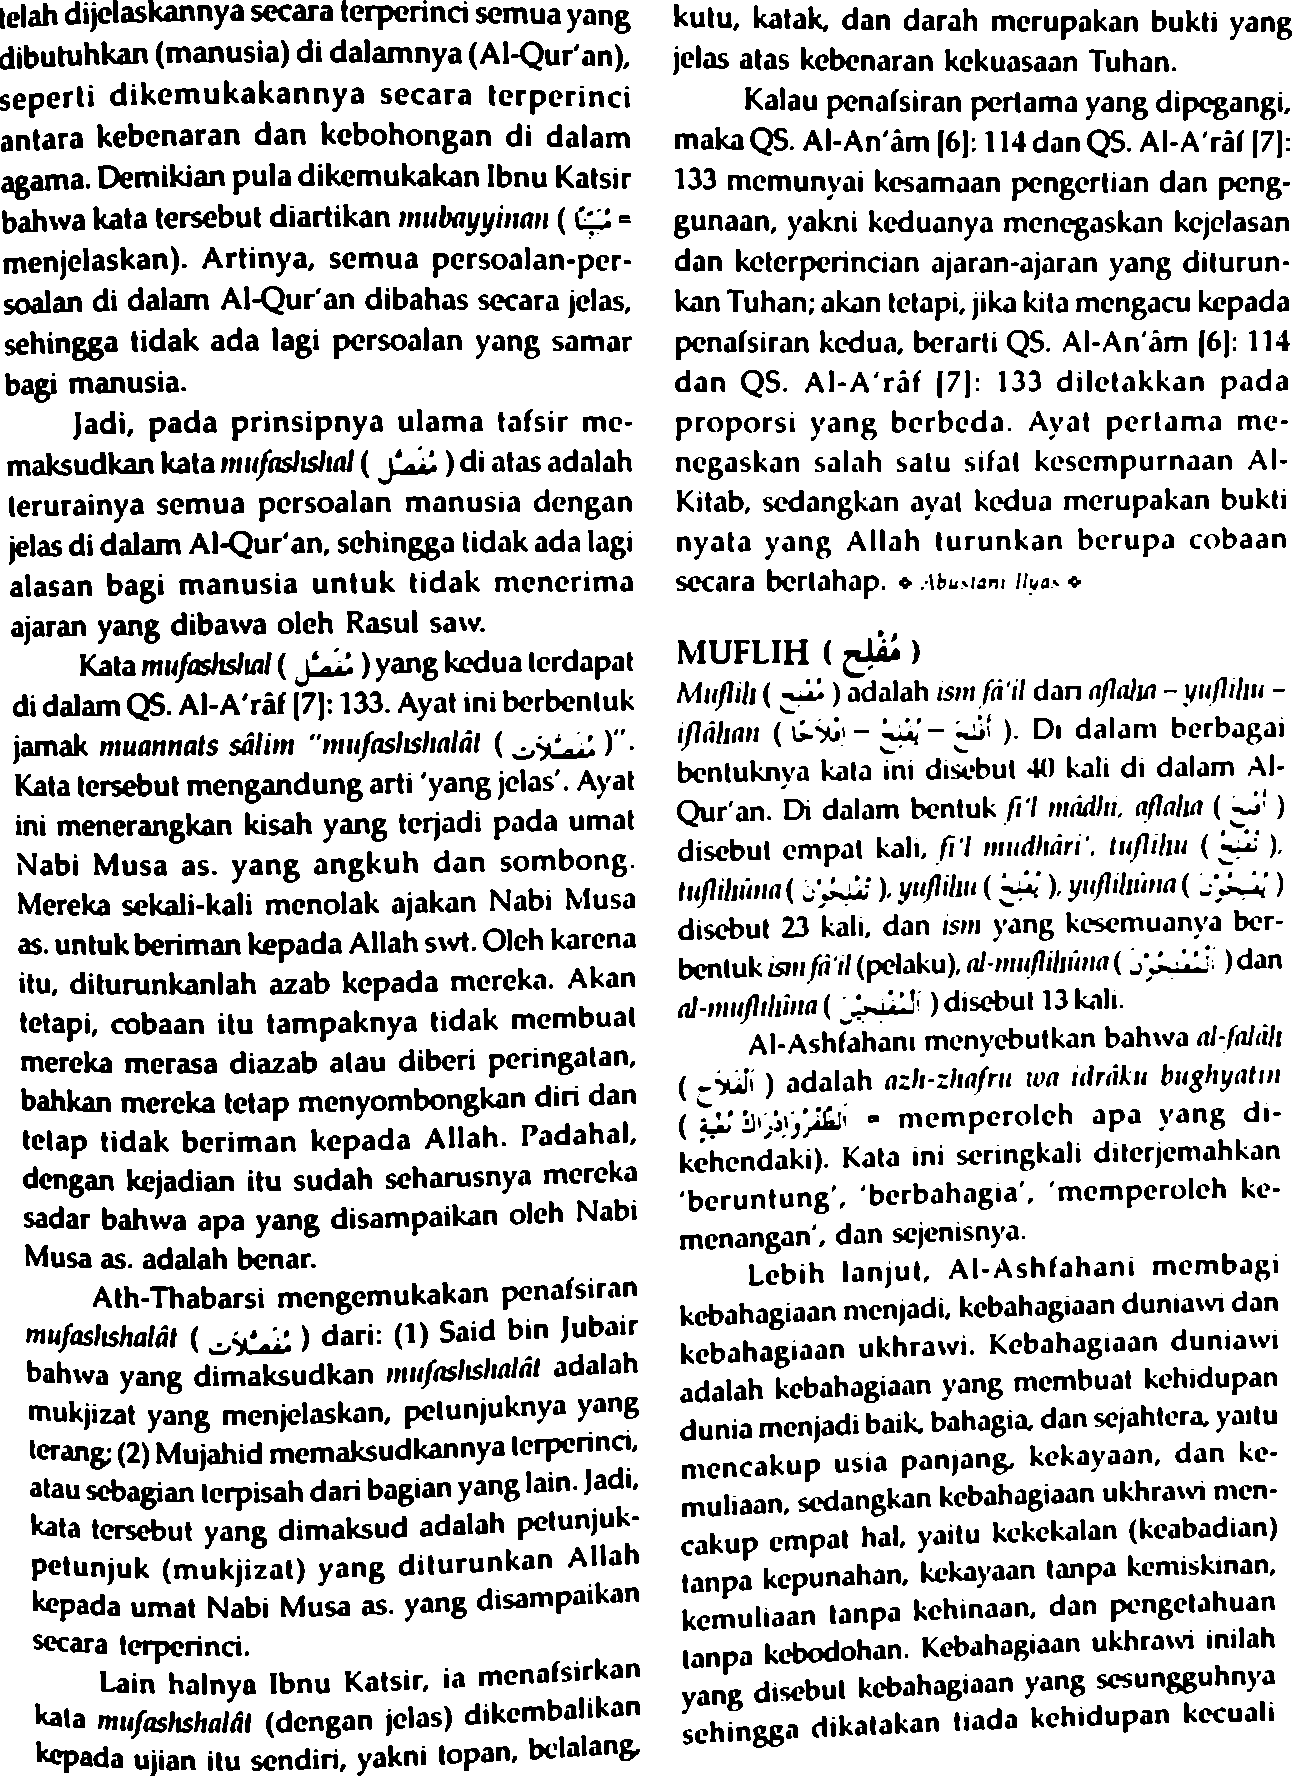 telah dijelaskannya secara terperinci semua yang
dibutuhkan (manusia) di dalamnya (Al-Qur'an),
seperti dikemukakannya secara terperinci
antara kebenaran dan kebohongan di dalam
agama. Demikian pula dikemukakan Ibnu Katsir
bahwa kata tersebut diartikan mubayyinan ( =
menjelaskan). Artinya, semua persoalan-per-
soalan di dalam Al-Qur'an dibahas secara jelas,
sehingga tidak ada lagi persoalan yang samar
bagi manusia.
Jadi, pada prinsipnya ulama tafsir me-
maksudkan kata mufashshal ( مُفَصَّل ) di atas adalah
terurainya semua persoalan manusia dengan
jelas di dalam Al-Qur'an, sehingga tidak ada lagi
alasan bagi manusia untuk tidak menerima
ajaran yang dibawa oleh Rasul saw.
Kata mufashshal ( مُفَصَّل ) yang kedua terdapat
di dalam QS. Al-A'râf [7]: 133. Ayat ini berbentuk
jamak muannats sâlim "mufashshalât ( مُفَصَّلَات )".
Kata tersebut mengandung arti 'yang jelas'. Ayat
ini menerangkan kisah yang terjadi pada umat
Nabi Musa as. yang angkuh dan sombong.
Mereka sekali-kali menolak ajakan Nabi Musa
as. untuk beriman kepada Allah swt. Oleh karena
itu, diturunkanlah azab kepada mereka. Akan
tetapi, cobaan itu tampaknya tidak membuat
mereka merasa diazab atau diberi peringatan,
bahkan mereka tetap menyombongkan diri dan
tetap tidak beriman kepada Allah. Padahal,
dengan kejadian itu sudah seharusnya mereka
sadar bahwa apa yang disampaikan oleh Nabi
Musa as. adalah benar.
Ath-Thabarsi mengemukakan penafsiran
mufashshalât ( مُفَصَّلَات ) dari: (1) Said bin Jubair
bahwa yang dimaksudkan mufashshalât adalah
mukjizat yang menjelaskan, petunjuknya yang
terang; (2) Mujahid memaksudkannya terperinci,
atau sebagian terpisah dari bagian yang lain. Jadi,
kata tersebut yang dimaksud adalah petunjuk-
petunjuk (mukjizat) yang diturunkan Allah
kepada umat Nabi Musa as. yang disampaikan
secara terperinci.
Lain halnya Ibnu Katsir, ia menafsirkan
kata mufashshalât (dengan jelas) dikembalikan
kepada ujian itu sendiri, yakni topan, belalang,
kutu, katak, dan darah merupakan bukti yang
jelas atas kebenaran kekuasaan Tuhan.
Kalau penafsiran pertama yang dipegangi,
maka QS. Al-An'âm [6]: 114 dan QS. Al-A'râf [7]:
133 memunyai kesamaan pengertian dan peng-
gunaan, yakni keduanya menegaskan kejelasan
dan keterperincian ajaran-ajaran yang diturun-
kan Tuhan; akan tetapi, jika kita mengacu kepada
penafsiran kedua, berarti QS. Al-An'âm [6]: 114
dan QS. Al-A'râf [7]: 133 diletakkan pada
proporsi yang berbeda. Ayat pertama me-
negaskan salah satu sifat kesempurnaan Al-
Kitab, sedangkan ayat kedua merupakan bukti
nyata yang Allah turunkan berupa cobaan
secara bertahap. ❖ Abustani Ilyas ❖
MUFLIH ( مُفْلِح )
Muflih ( مُفْلِح ) adalah ism fâ'il dari aflaha – yuflihu –
iflâhan ( أَفْلَحَ – يُفْلِحُ – إِفْلَاحًا ). Di dalam berbagai
bentuknya kata ini disebut 40 kali di dalam Al-
Qur'an. Di dalam bentuk fi'l mâdhi, aflaha ( أَفْلَحَ )
disebut empat kali, fi'l mudhâri', tuflihu ( تُفْلِحُ ),
tuflihûna ( تُفْلِحُوْنَ ), yuflihu ( يُفْلِحُ ), yuflihûna ( يُفْلِحُوْنَ )
disebut 23 kali, dan ism yang kesemuanya ber-
bentuk ism fâ'il (pelaku), al-muflihûna ( اَلْمُفْلِحُوْنَ ) dan
al-muflihîna ( اَلْمُفْلِحِيْنَ ) disebut 13 kali.
Al-Ashfahani menyebutkan bahwa al-falâh
( اَلْفَلَاح ) adalah azh-zhafru wa idrâku bughyatin
( اَلظَّفْرُ وَإِدْرَاكُ بُغْيَةٍ = memperoleh apa yang di-
kehendaki). Kata ini seringkali diterjemahkan
'beruntung', 'berbahagia', 'memperoleh ke-
menangan', dan sejenisnya.
Lebih lanjut, Al-Ashfahani membagi
kebahagiaan menjadi, kebahagiaan duniawi dan
kebahagiaan ukhrawi. Kebahagiaan duniawi
adalah kebahagiaan yang membuat kehidupan
dunia menjadi baik, bahagia, dan sejahtera, yaitu
mencakup usia panjang, kekayaan, dan ke-
muliaan, sedangkan kebahagiaan ukhrawi men-
cakup empat hal, yaitu kekekalan (keabadian)
tanpa kepunahan, kekayaan tanpa kemiskinan,
kemuliaan tanpa kehinaan, dan pengetahuan
tanpa kebodohan. Kebahagiaan ukhrawi inilah
yang disebut kebahagiaan yang sesungguhnya
sehingga dikatakan tiada kehidupan kecuali